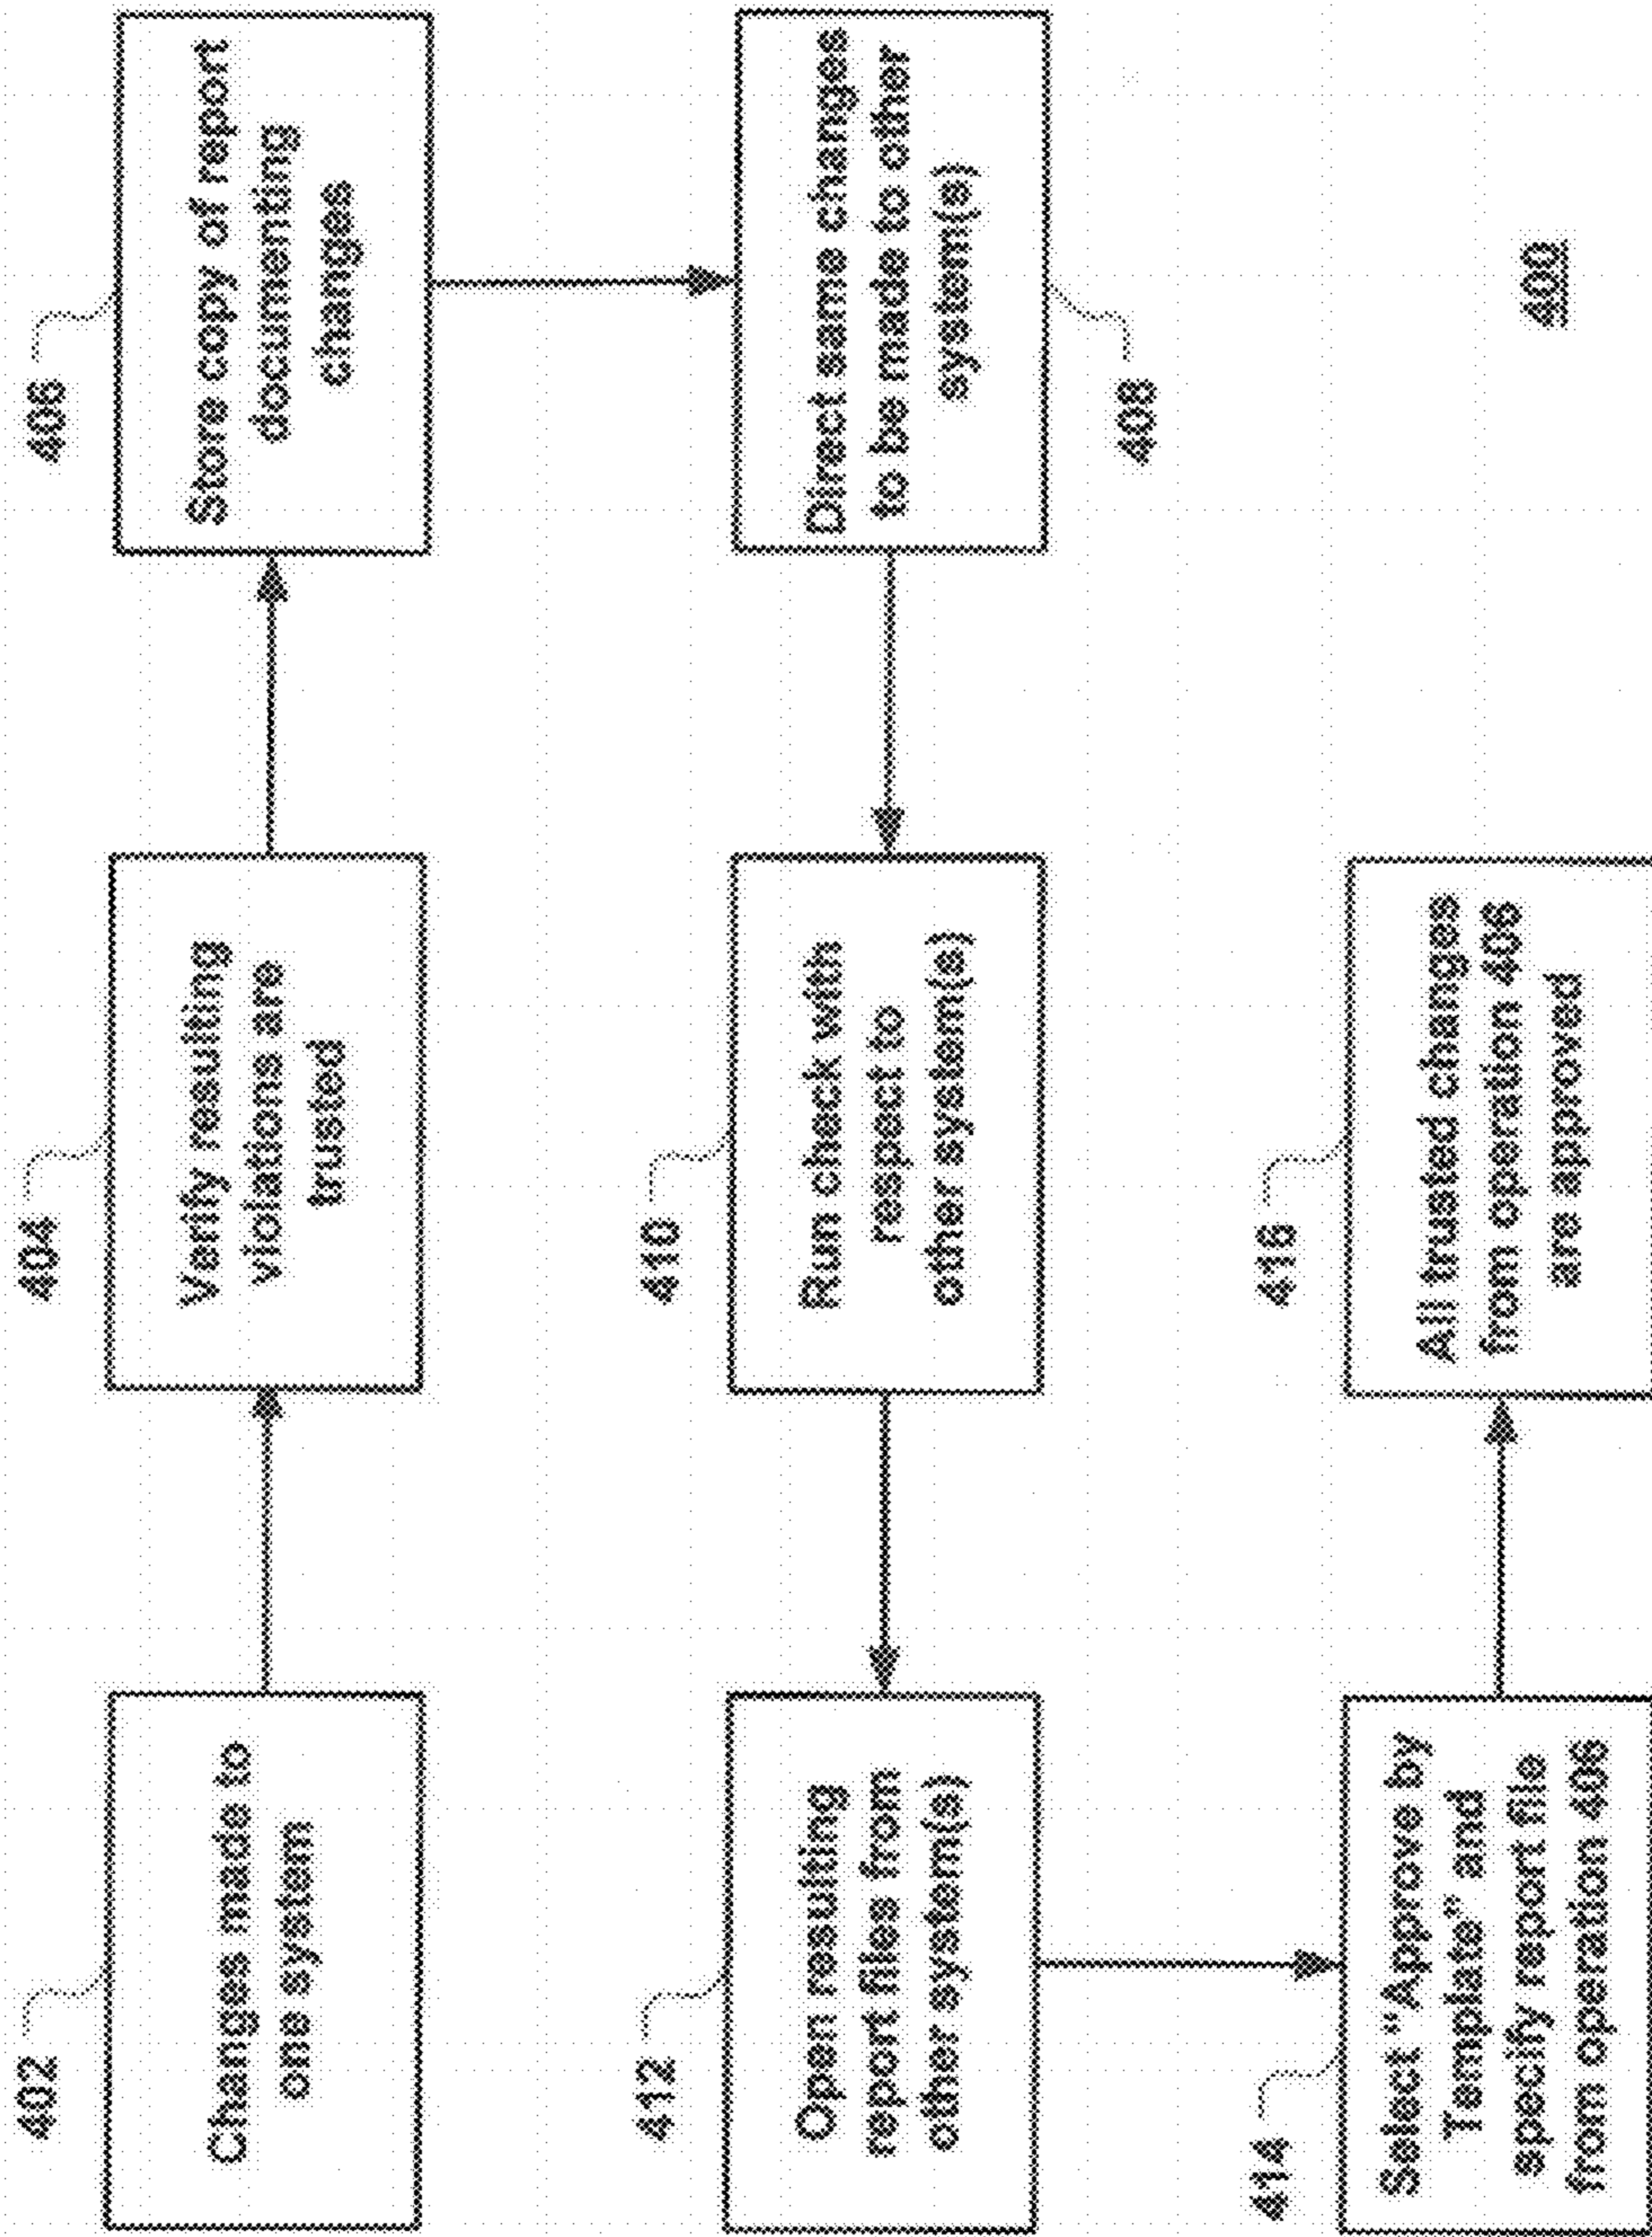 402
Changes made to
one system
404
Verify resulting
violations are
trusted
406
Store copy of report
documenting
changes
Direct same changes
to be made to other
system(s)
408
410
Run check with
respect to
other system(s)
412
Open resulting
report files from
other system(s)
414
Select "Approve by
Template" and
specify report file
from operation 406
416
All trusted changes
from operation 406
are approved
400